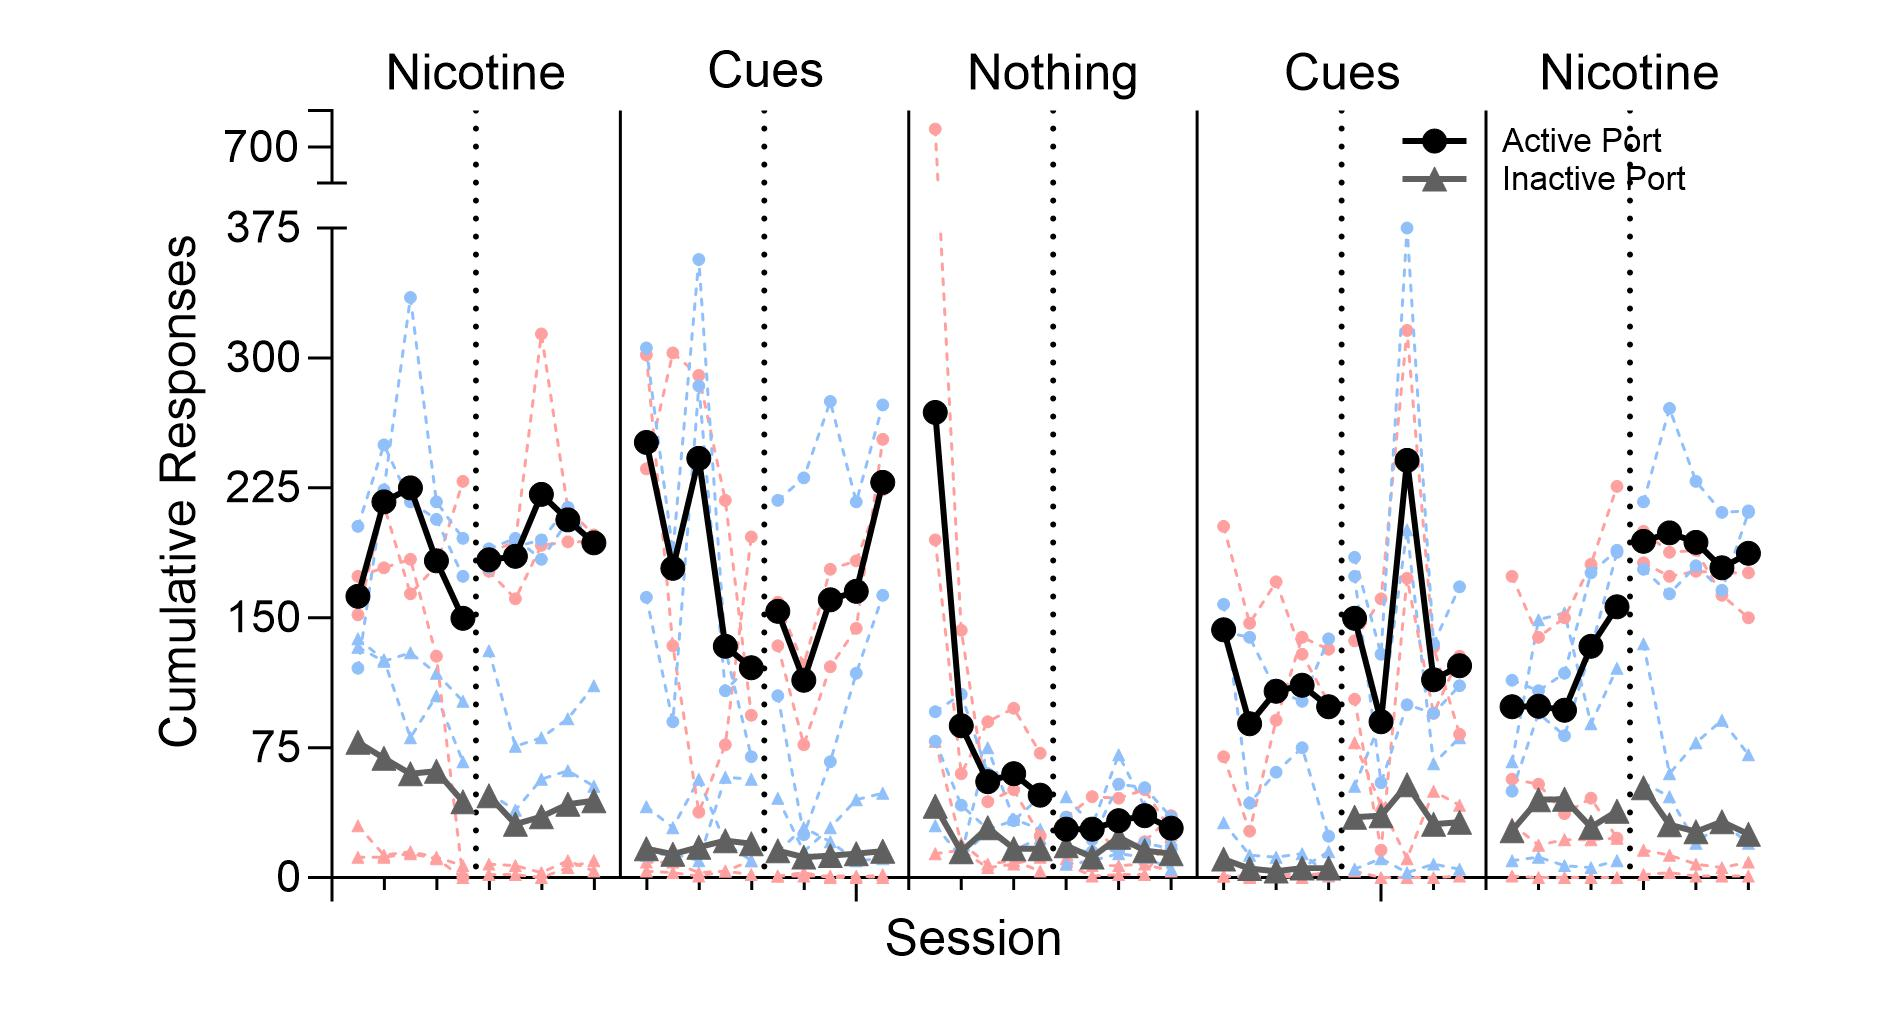 Nicotine Cues Nothing Cues Nicotine
700
Active Port
Inactive Port
375
300
225
150
75
0
Cumulative Responses
Session